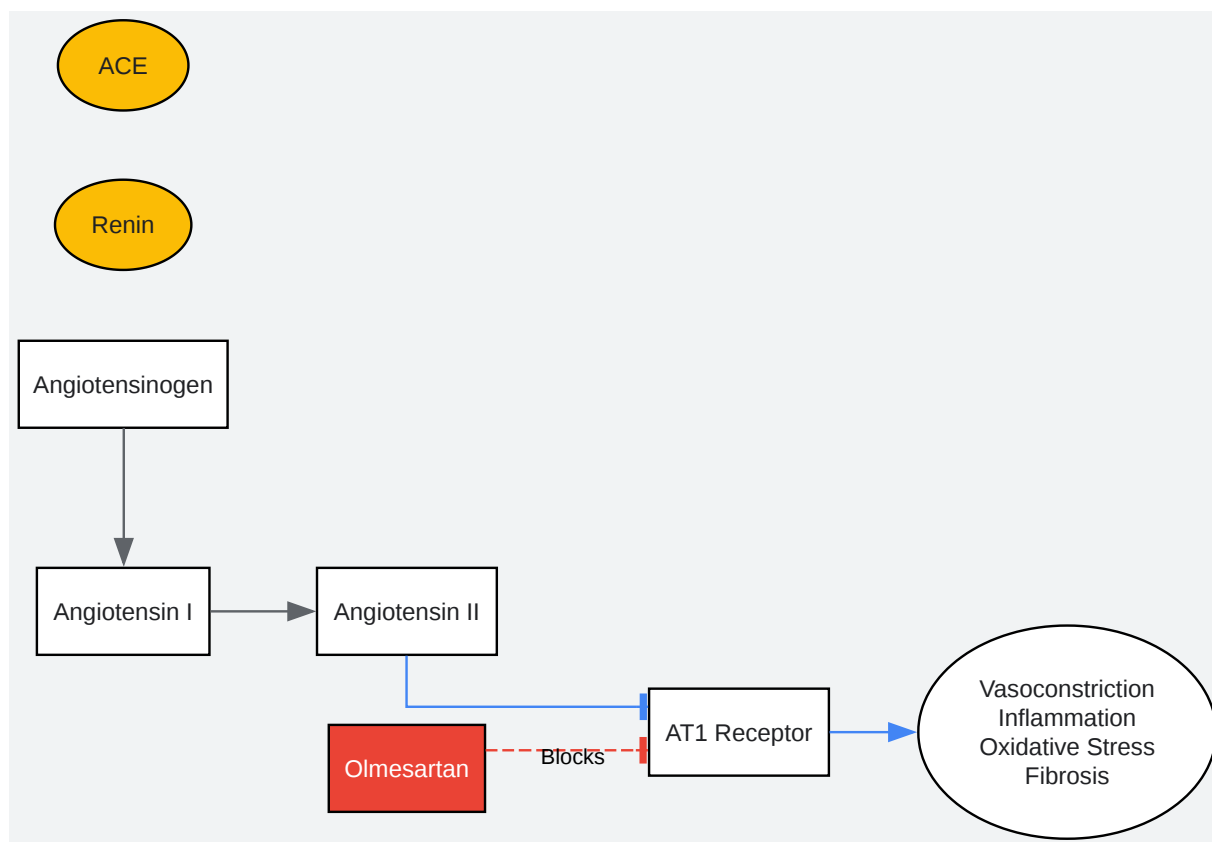 ACE
Renin
Angiotensinogen
Angiotensin I
Angiotensin II
Vasoconstriction
Inflammation
Oxidative Stress
Fibrosis
AT1 Receptor
Blocks
Olmesartan